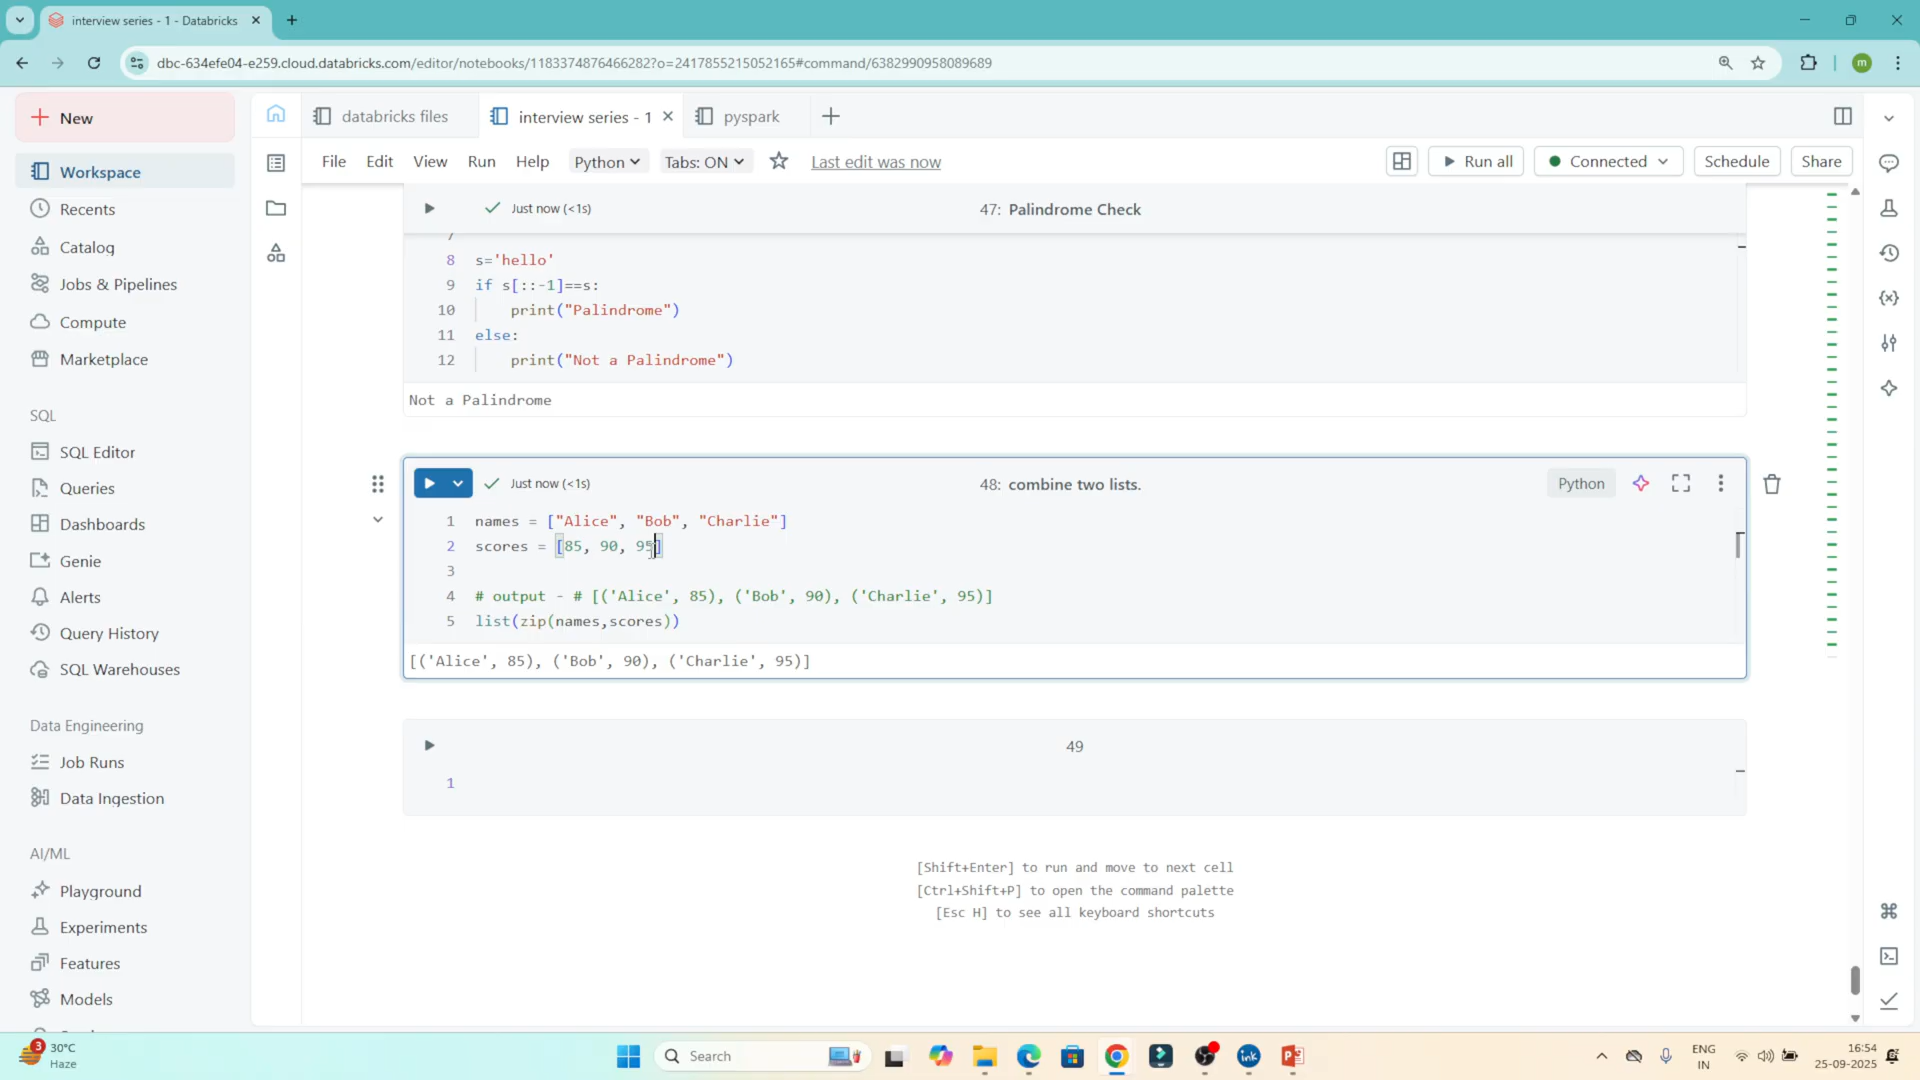 interview series - 1 - Databricks
dbc-634efe04-e259.cloud.databricks.com/editor/notebooks/1183374876466282?o=2417855215052165#command/6382990958089689
m
New
Workspace
Recents
Catalog
Jobs & Pipelines
Compute
Marketplace
SQL
SQL Editor
Queries
Dashboards
Genie
Alerts
Query History
SQL Warehouses
Data Engineering
Job Runs
Data Ingestion
AI/ML
Playground
Experiments
Features
Models
databricks files
interview series - 1
pyspark
File Edit View Run Help Python Tabs: ON Last edit was now
Run all Connected Schedule Share
Just now (<1s) 47: Palindrome Check
7
8 s='hello'
9 if s[::-1]==s:
10 print("Palindrome")
11 else:
12 print("Not a Palindrome")
Not a Palindrome
Just now (<1s) 48: combine two lists. Python
1 names = ["Alice", "Bob", "Charlie"]
2 scores = [85, 90, 95]
3
4 # output - # [('Alice', 85), ('Bob', 90), ('Charlie', 95)]
5 list(zip(names,scores))
[('Alice', 85), ('Bob', 90), ('Charlie', 95)]
49
1
[Shift+Enter] to run and move to next cell
[Ctrl+Shift+P] to open the command palette
[Esc H] to see all keyboard shortcuts
3
30°C
Haze
Search
ink
ENG
IN
16:54
25-09-2025